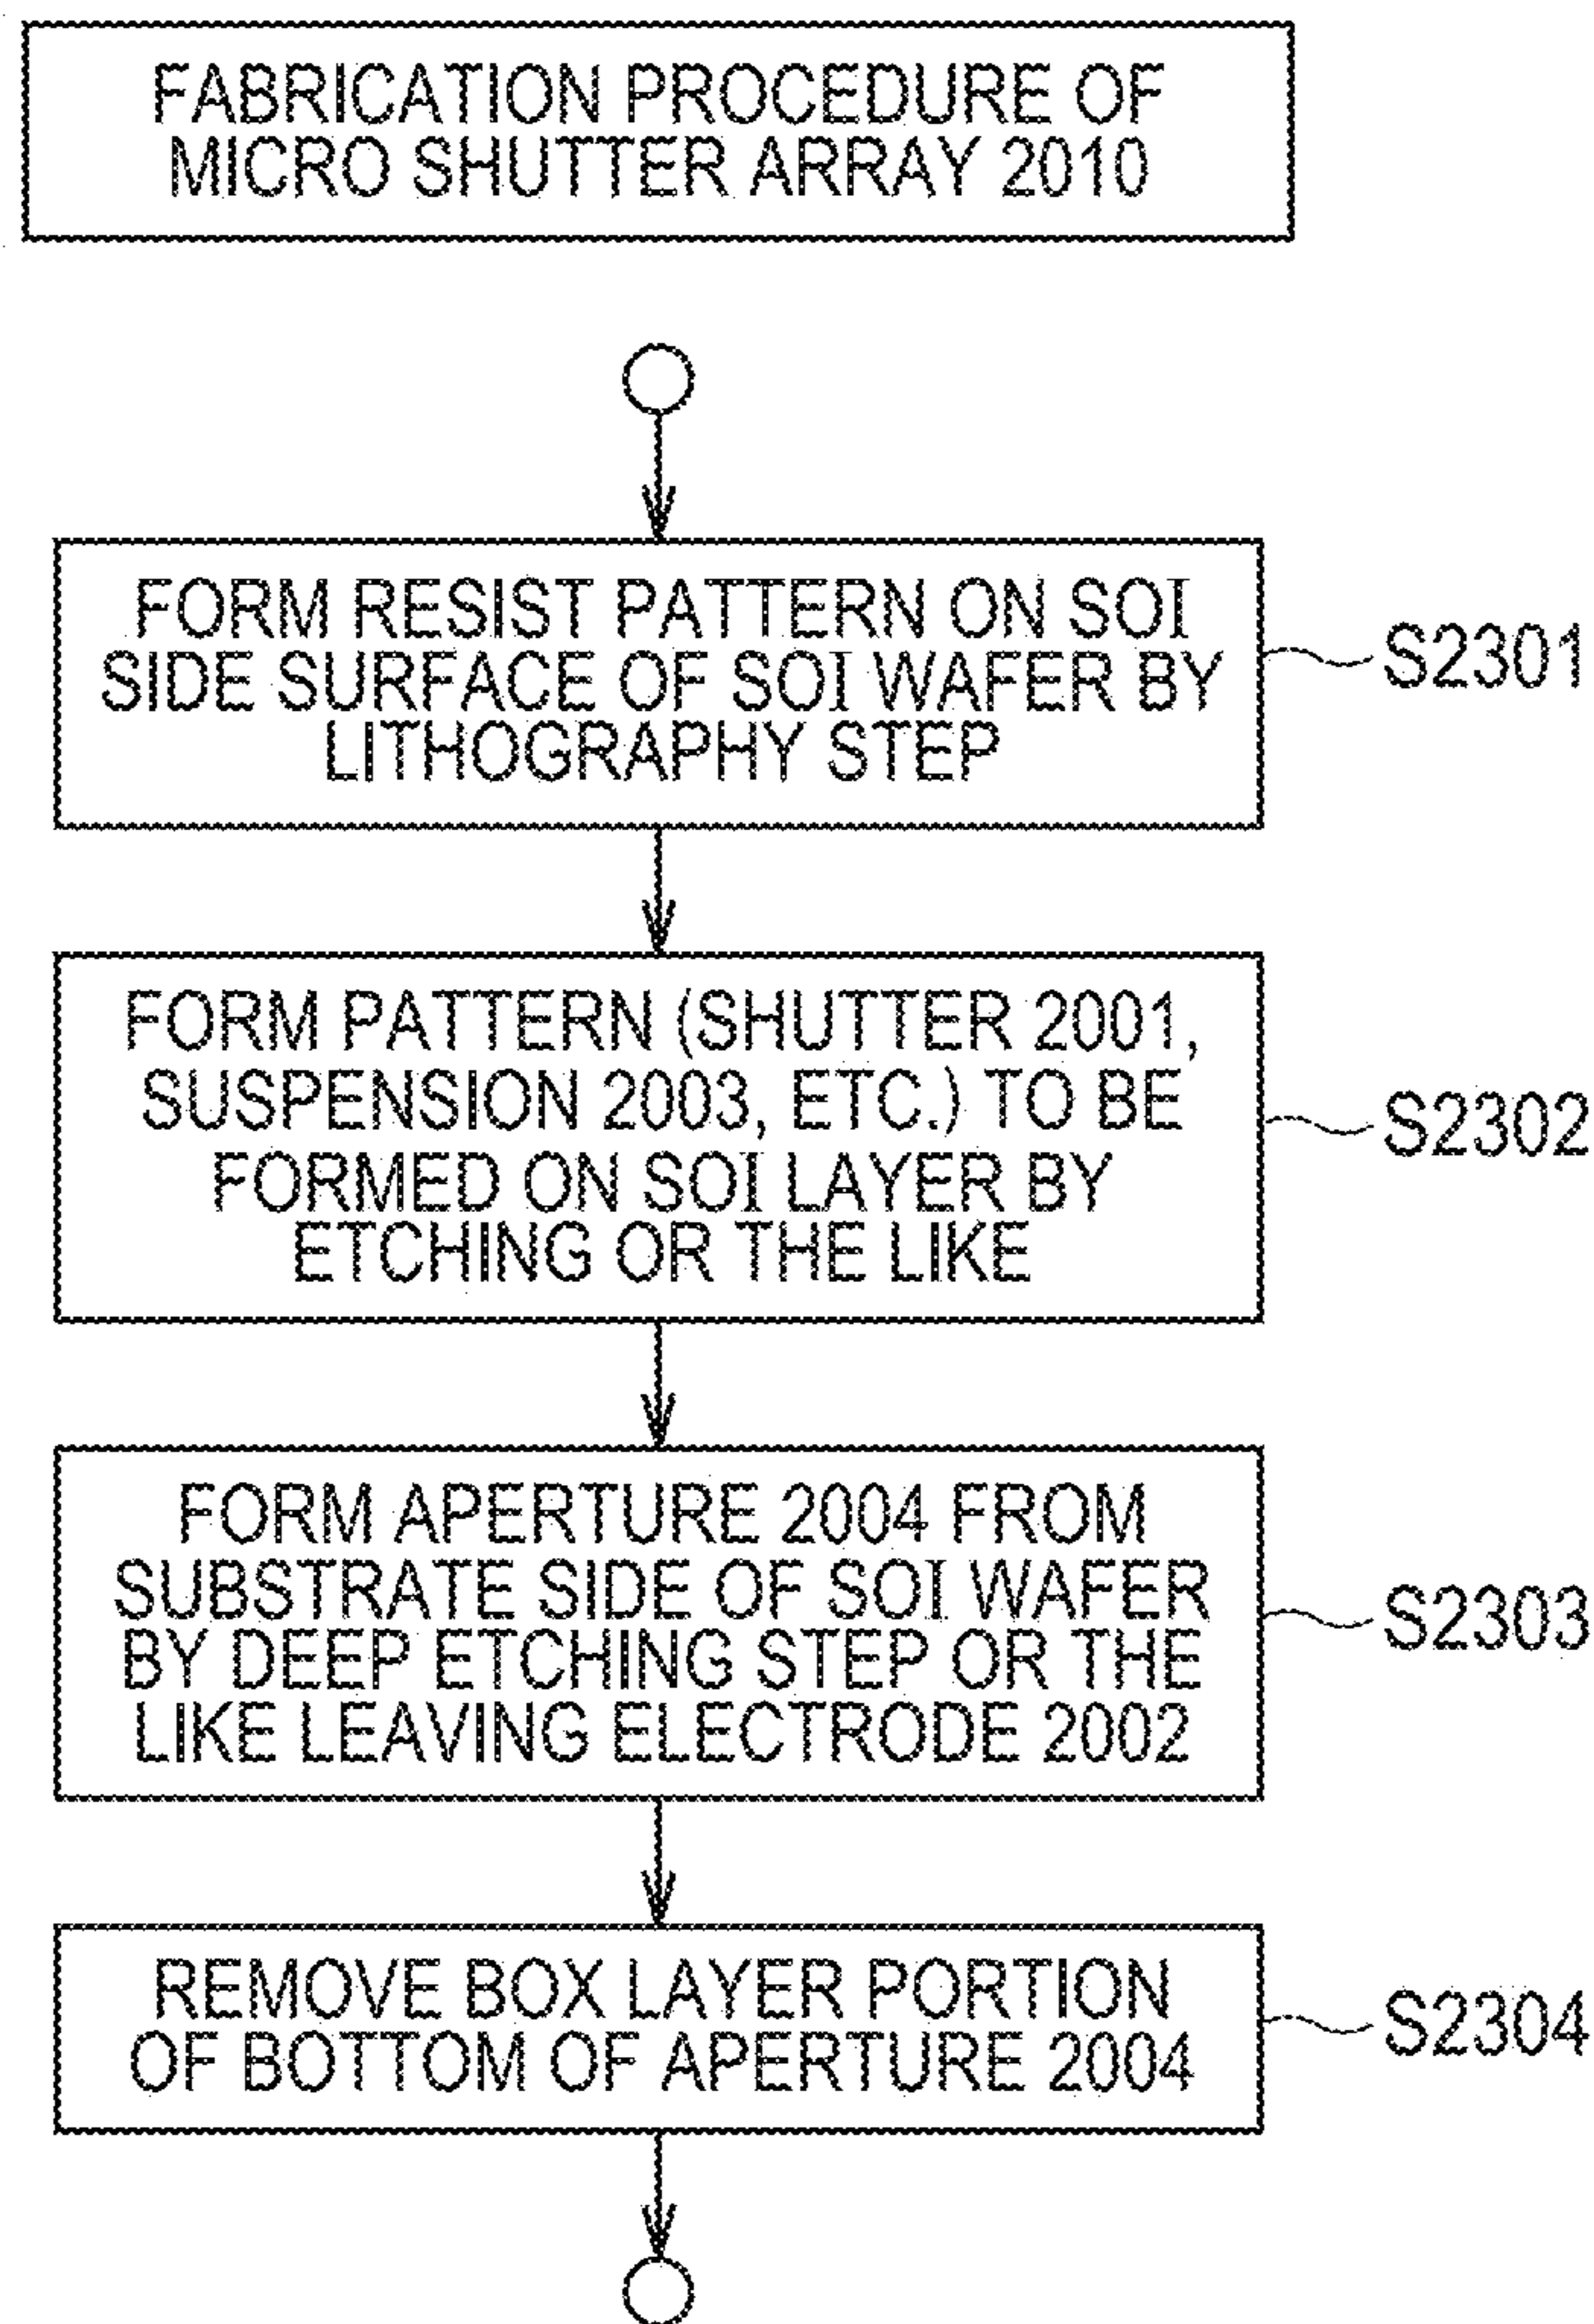 FABRICATION PROCEDURE OF
MICRO SHUTTER ARRAY 2010
FORM RESIST PATTERN ON SOI
SIDE SURFACE OF SOI WAFER BY
LITHOGRAPHY STEP
S2301
FORM PATTERN (SHUTTER 2001,
SUSPENSION 2003, ETC.) TO BE
FORMED ON SOI LAYER BY
ETCHING OR THE LIKE
S2302
FORM APERTURE 2004 FROM
SUBSTRATE SIDE OF SOI WAFER
BY DEEP ETCHING STEP OR THE
LIKE LEAVING ELECTRODE 2002
S2303
REMOVE BOX LAYER PORTION
OF BOTTOM OF APERTURE 2004
S2304